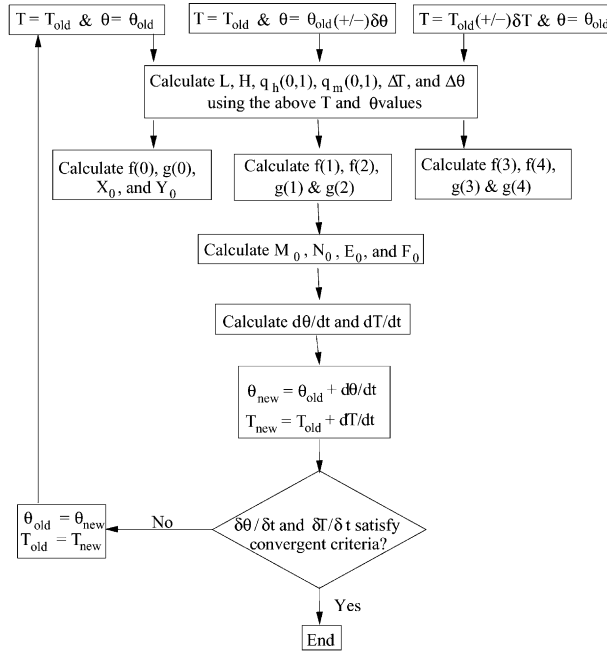 T = T_old & θ = θ_old
T = T_old & θ = θ_old(+/−)δθ
T = T_old(+/−)δT & θ = θ_old
Calculate L, H, q_h(0,1), q_m(0,1), ΔT, and Δθ
using the above T and θ values
Calculate f(0), g(0),
X_0, and Y_0
Calculate f(1), f(2),
g(1) & g(2)
Calculate f(3), f(4),
g(3) & g(4)
Calculate M_0, N_0, E_0, and F_0
Calculate dθ/dt and dT/dt
θ_new = θ_old + dθ/dt
T_new = T_old + dT/dt
δθ/δt and δT/δt satisfy
convergent criteria?
No
θ_old = θ_new
T_old = T_new
Yes
End